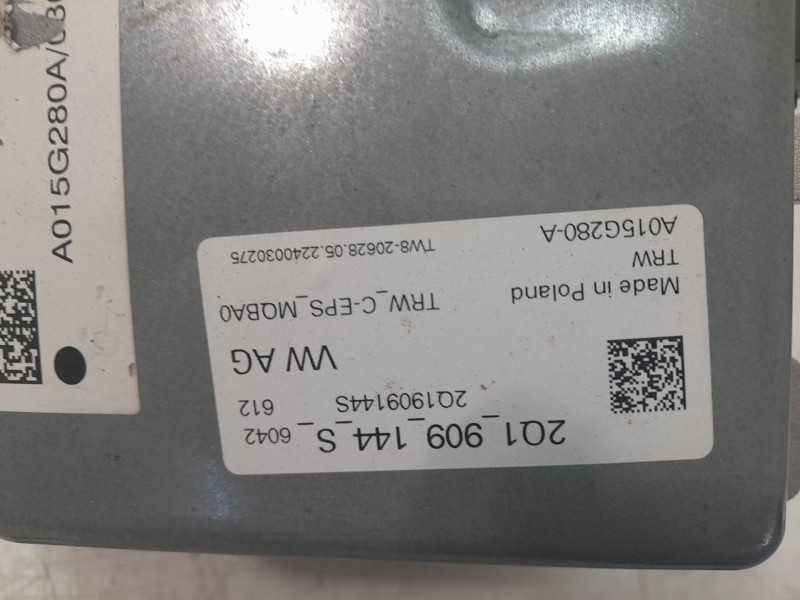 2Q1_909_144_S_ 6042
2Q1909144S 612
VW AG
TRW_C-EPS_MQBA0
Made in Poland
TRW
A015G280-A
TW8-20628.05.2240030275
A015G280A/